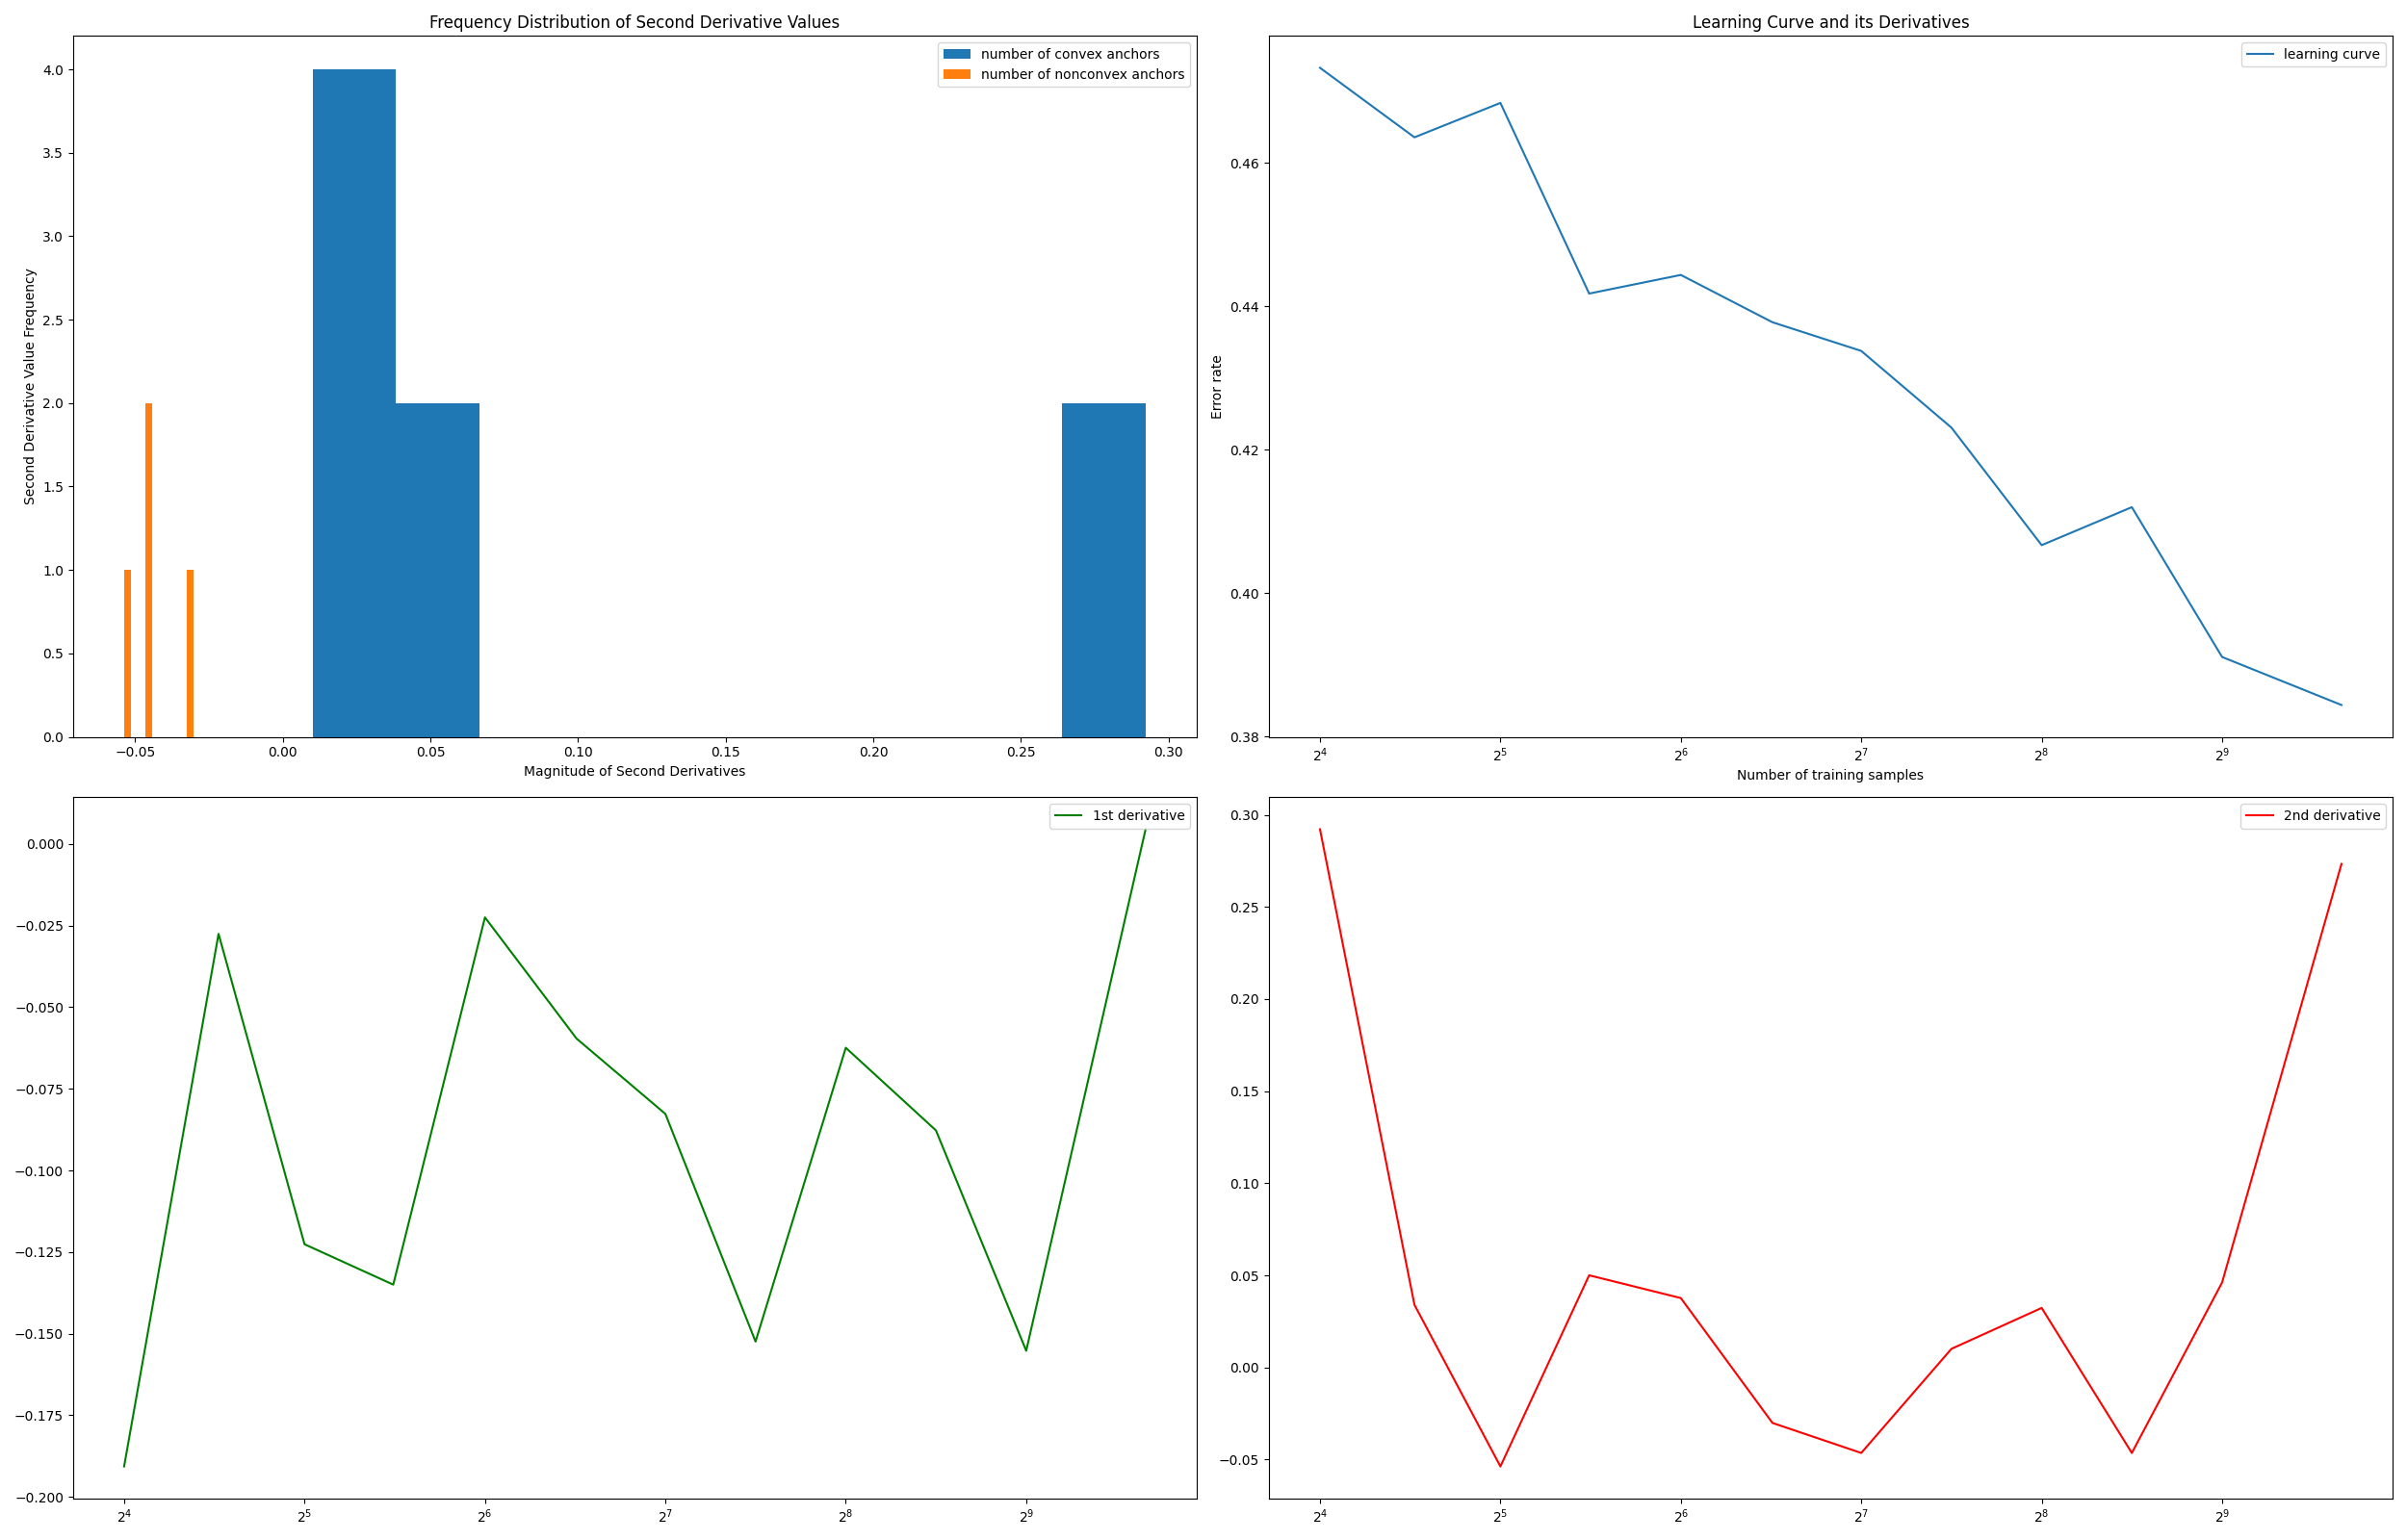 Frequency Distribution of Second Derivative Values
number of convex anchors
number of nonconvex anchors
4.0
3.5
3.0
2.5
2.0
1.5
1.0
0.5
0.0
Second Derivative Value Frequency
−0.05 0.00 0.05 0.10 0.15 0.20 0.25 0.30
Magnitude of Second Derivatives
Learning Curve and its Derivatives
learning curve
0.46
0.44
0.42
0.40
0.38
Error rate
2⁴ 2⁵ 2⁶ 2⁷ 2⁸ 2⁹
Number of training samples
1st derivative
0.000
−0.025
−0.050
−0.075
−0.100
−0.125
−0.150
−0.175
−0.200
2⁴ 2⁵ 2⁶ 2⁷ 2⁸ 2⁹
2nd derivative
0.30
0.25
0.20
0.15
0.10
0.05
0.00
−0.05
2⁴ 2⁵ 2⁶ 2⁷ 2⁸ 2⁹